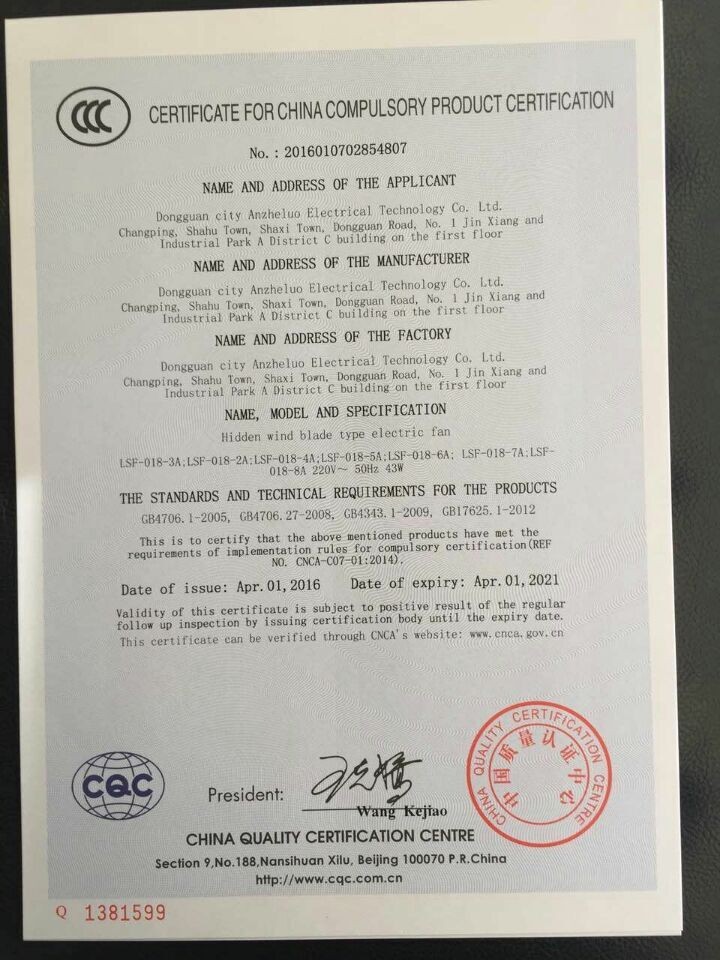 CCC
CERTIFICATE FOR CHINA COMPULSORY PRODUCT CERTIFICATION
No. : 2016010702854807
NAME AND ADDRESS OF THE APPLICANT
Dongguan city Anzheluo Electrical Technology Co. Ltd.
Changping, Shahu Town, Shaxi Town, Dongguan Road, No. 1 Jin Xiang and
Industrial Park A District C building on the first floor
NAME AND ADDRESS OF THE MANUFACTURER
Dongguan city Anzheluo Electrical Technology Co. Ltd.
Changping, Shahu Town, Shaxi Town, Dongguan Road, No. 1 Jin Xiang and
Industrial Park A District C building on the first floor
NAME AND ADDRESS OF THE FACTORY
Dongguan city Anzheluo Electrical Technology Co. Ltd.
Changping, Shahu Town, Shaxi Town, Dongguan Road, No. 1 Jin Xiang and
Industrial Park A District C building on the first floor
NAME, MODEL AND SPECIFICATION
Hidden wind blade type electric fan
LSF-018-3A;LSF-018-2A;LSF-018-4A;LSF-018-5A;LSF-018-6A; LSF-018-7A;LSF-
018-8A 220V~ 50Hz 43W
THE STANDARDS AND TECHNICAL REQUIREMENTS FOR THE PRODUCTS
GB4706.1-2005, GB4706.27-2008, GB4343.1-2009, GB17625.1-2012
This is to certify that the above mentioned products have met the
requirements of implementation rules for compulsory certification(REF
NO. CNCA-C07-01:2014).
Date of issue: Apr.01,2016 Date of expiry: Apr.01,2021
Validity of this certificate is subject to positive result of the regular
follow up inspection by issuing certification body until the expiry date.
This certificate can be verified through CNCA's website: www.cnca.gov.cn
CHINA QUALITY CERTIFICATION CENTRE
中国质量认证中心
CQC
President:
Wang Kejiao
CHINA QUALITY CERTIFICATION CENTRE
Section 9,No.188,Nansihuan Xilu, Beijing 100070 P.R.China
http://www.cqc.com.cn
Q 1381599